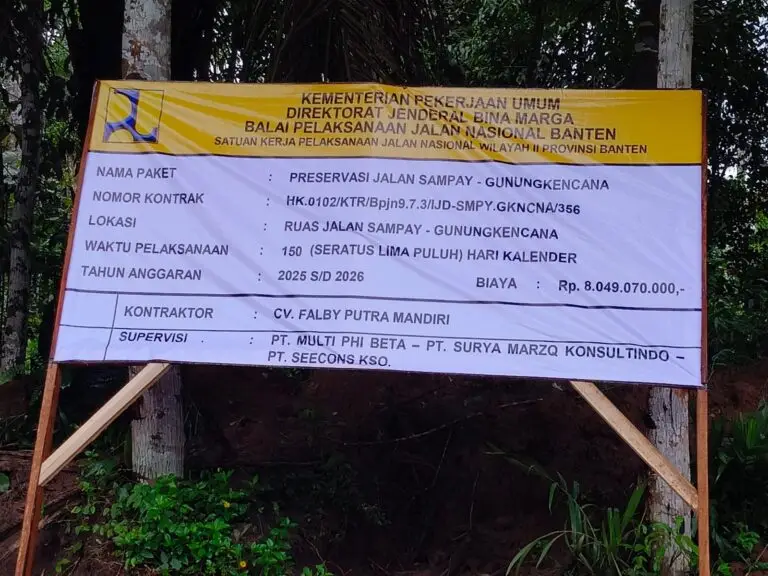 KEMENTERIAN PEKERJAAN UMUM
DIREKTORAT JENDERAL BINA MARGA
BALAI PELAKSANAAN JALAN NASIONAL BANTEN
SATUAN KERJA PELAKSANAAN JALAN NASIONAL WILAYAH II PROVINSI BANTEN
NAMA PAKET : PRESERVASI JALAN SAMPAY - GUNUNGKENCANA
NOMOR KONTRAK : HK.0102/KTR/Bpjn9.7.3/IJD-SMPY.GKNCNA/356
LOKASI : RUAS JALAN SAMPAY - GUNUNGKENCANA
WAKTU PELAKSANAAN : 150 (SERATUS LIMA PULUH) HARI KALENDER
TAHUN ANGGARAN : 2025 S/D 2026 BIAYA : Rp. 8.049.070.000,-
KONTRAKTOR : CV. FALBY PUTRA MANDIRI
SUPERVISI . : PT. MULTI PHI BETA – PT. SURYA MARZQ KONSULTINDO –
PT. SEECONS.KSO.